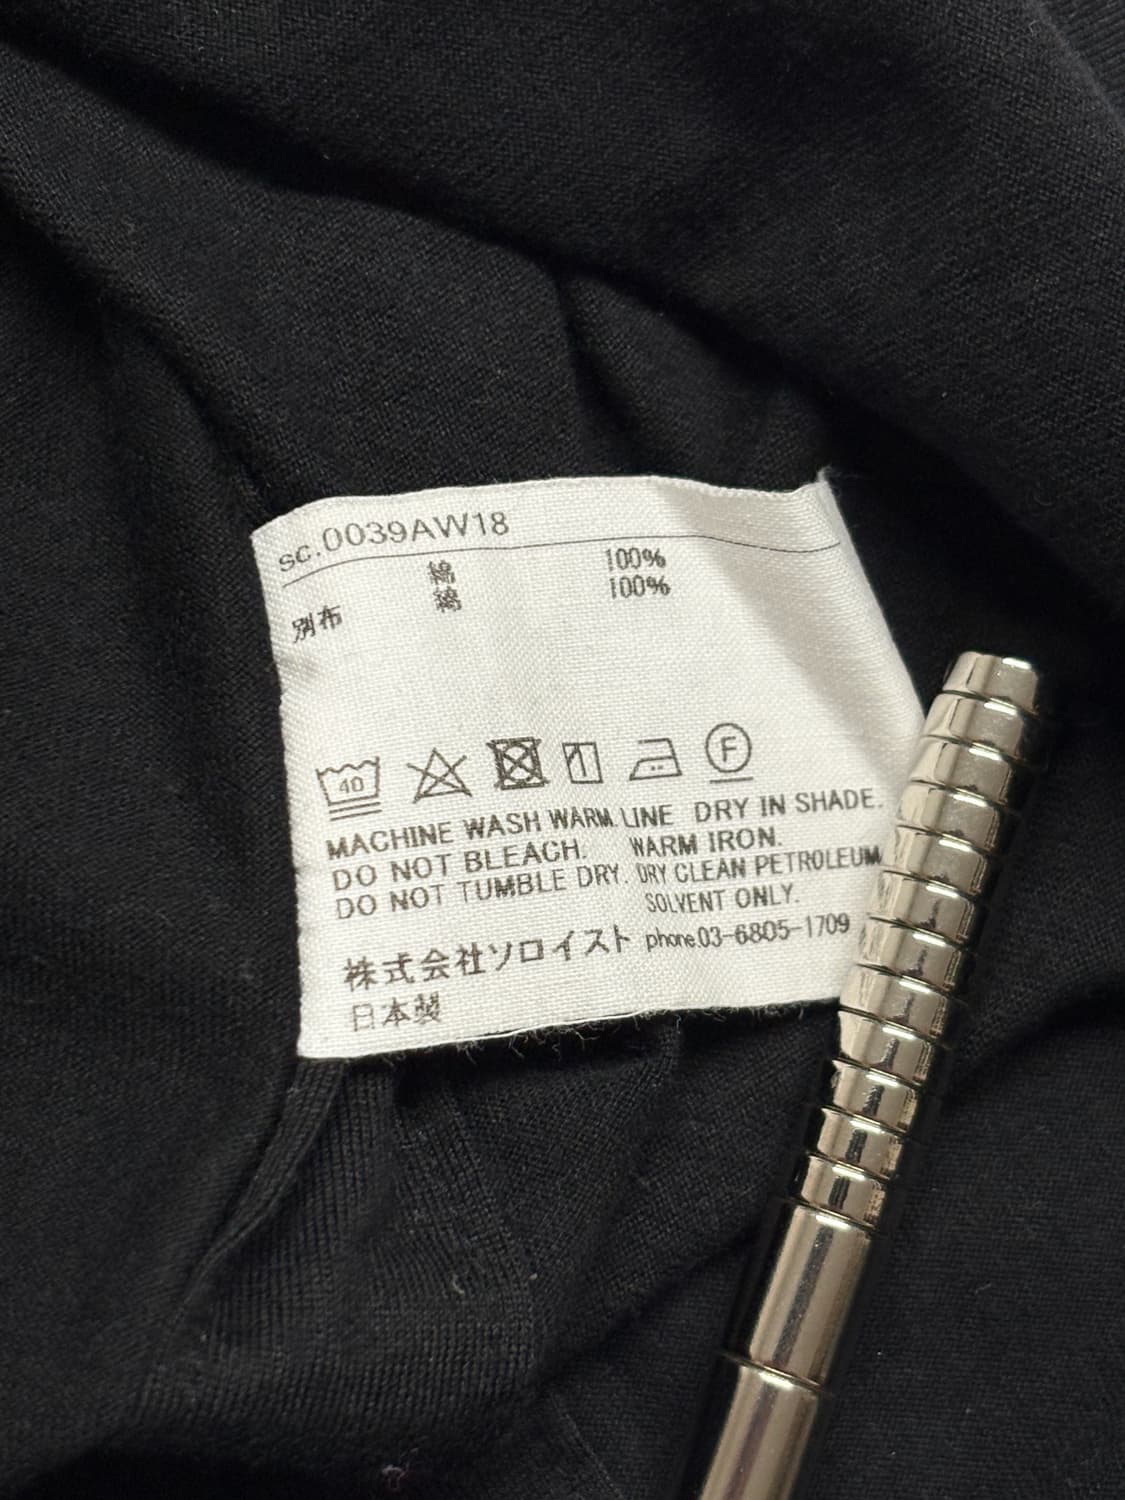 sc.0039AW18
綿 100%
別布 綿 100%
40 F
MACHINE WASH WARM. LINE DRY IN SHADE.
DO NOT BLEACH. WARM IRON.
DO NOT TUMBLE DRY. DRY CLEAN PETROLEUM
SOLVENT ONLY.
株式会社ソロイスト phone.03-6805-1709
日本製